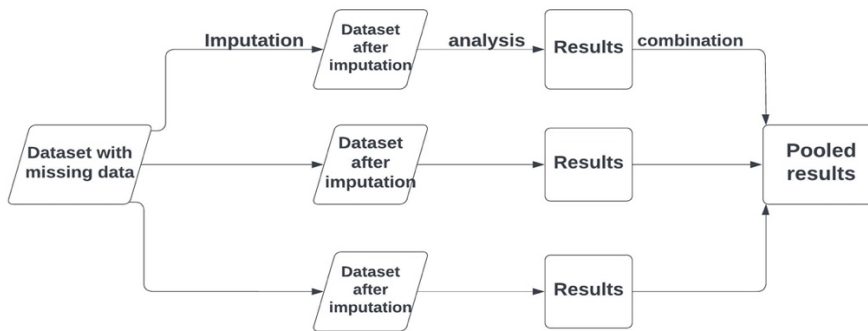 Imputation
Dataset
after
imputation
analysis
Results
combination
Dataset with
missing data
Dataset
after
imputation
Results
Pooled
results
Dataset
after
imputation
Results